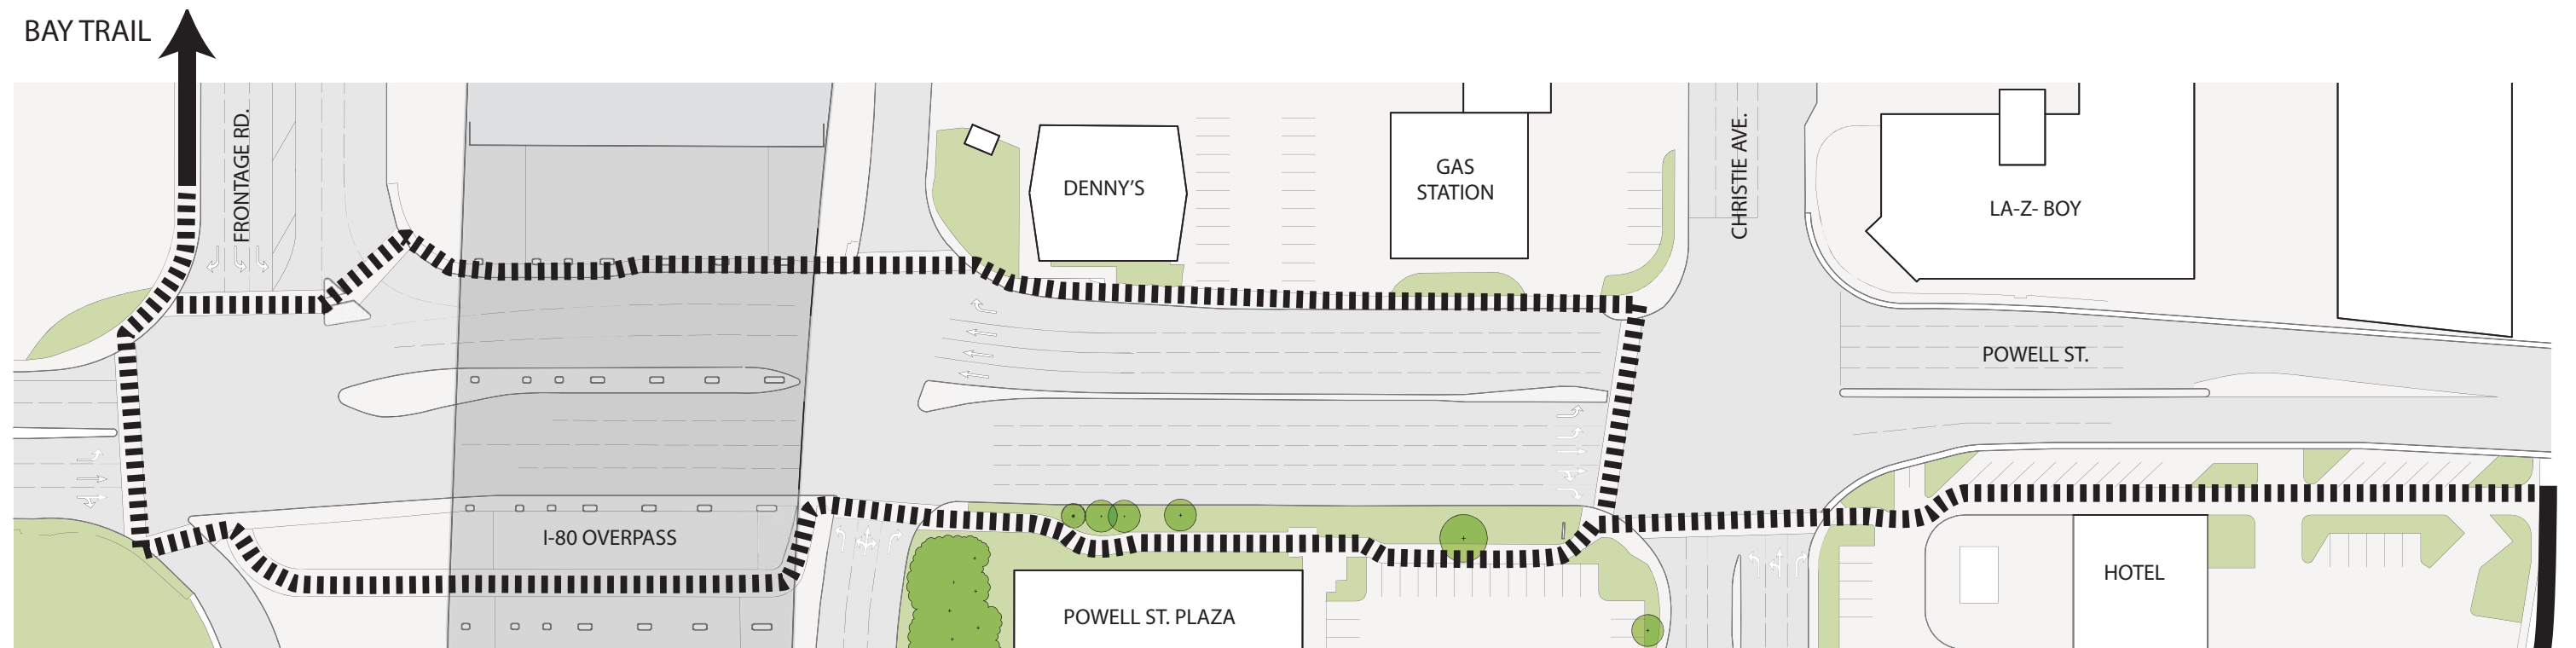 BAY TRAIL
FRONTAGE RD.
DENNY'S
GAS
STATION
CHRISTIE AVE.
LA-Z- BOY
POWELL ST.
I-80 OVERPASS
POWELL ST. PLAZA
HOTEL